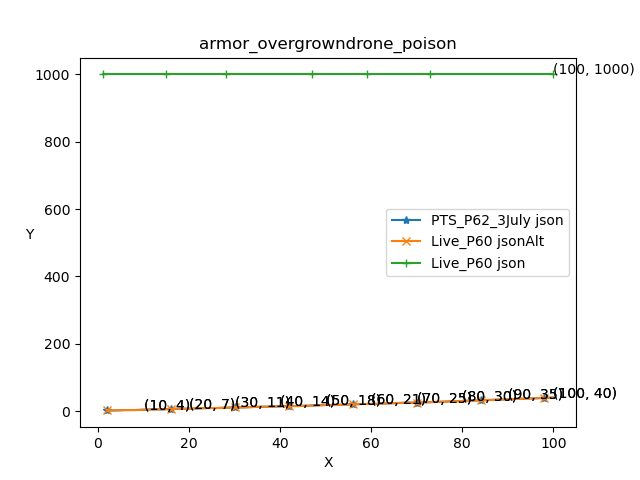 armor_overgrowndrone_poison
1000
(100, 1000)
800
600
PTS_P62_3July json
Y
Live_P60 jsonAlt
Live_P60 json
400
200
0
(10, 4)
(20, 7)
(30, 11)
(40, 14)
(50, 18)
(60, 21)
(70, 25)
(80, 30)
(90, 35)
(100, 40)
0 20 40 60 80 100
X